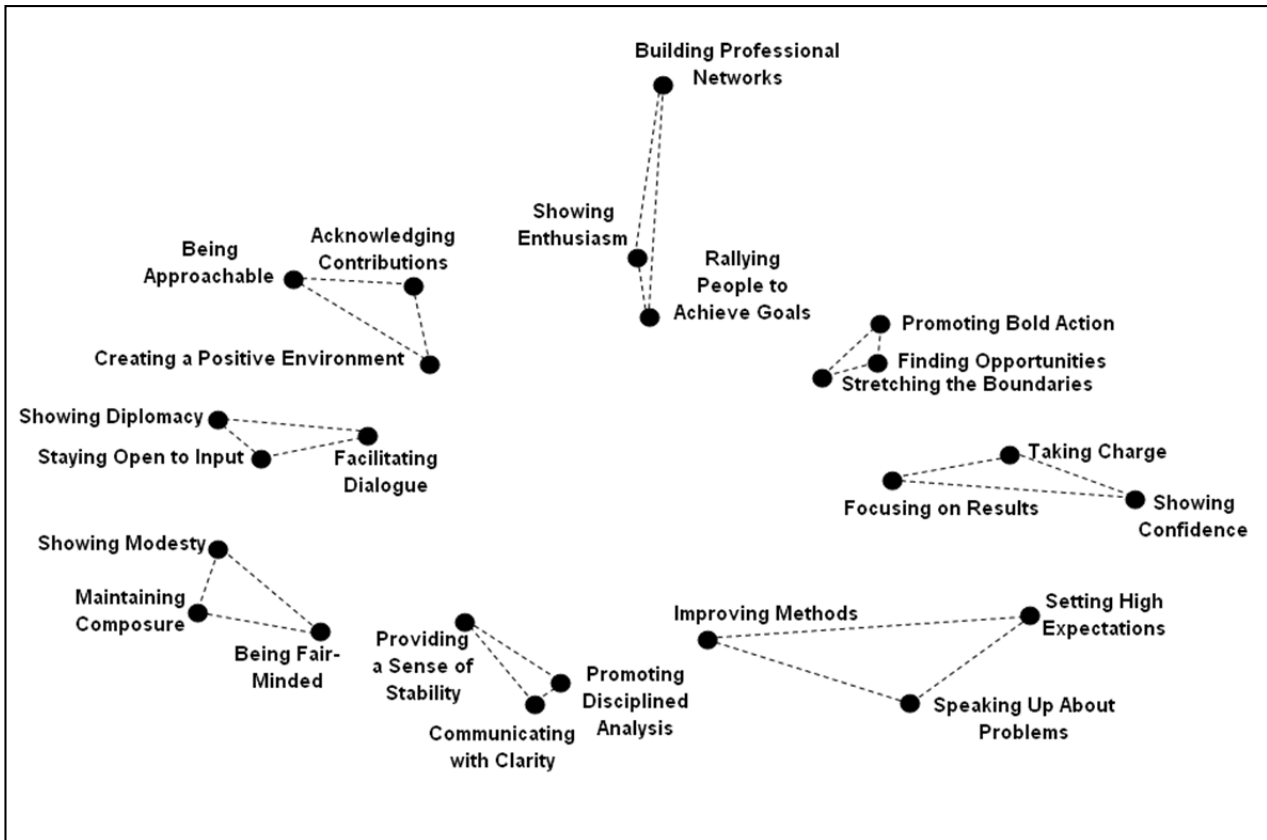 Building Professional
Networks
Showing
Enthusiasm
Rallying
People to
Achieve Goals
Being
Approachable
Acknowledging
Contributions
Creating a Positive Environment
Promoting Bold Action
Finding Opportunities
Stretching the Boundaries
Showing Diplomacy
Staying Open to Input
Facilitating
Dialogue
Taking Charge
Focusing on Results
Showing
Confidence
Showing Modesty
Maintaining
Composure
Being Fair-
Minded
Providing
a Sense of
Stability
Promoting
Disciplined
Analysis
Communicating
with Clarity
Improving Methods
Setting High
Expectations
Speaking Up About
Problems